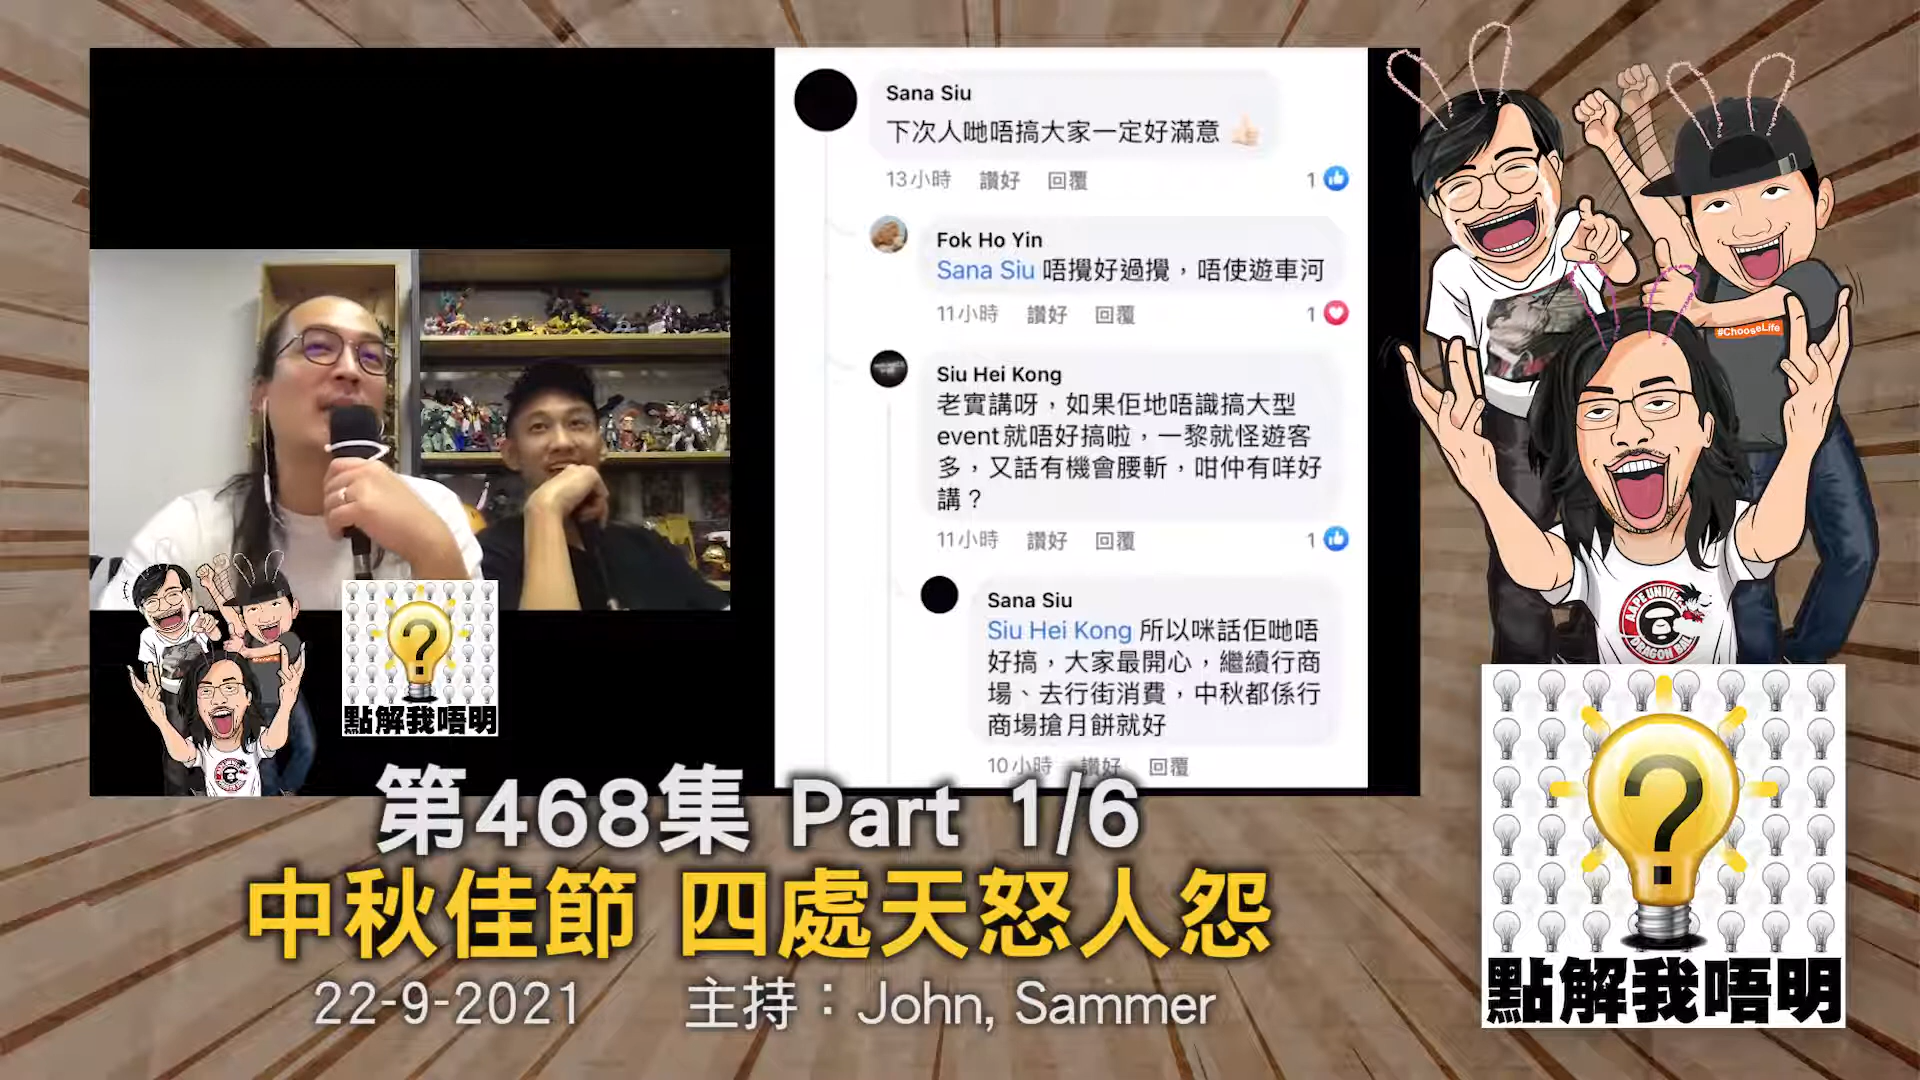 Sana Siu
下次人哋唔搞大家一定好滿意 👍🏻
13小時 讚好 回覆 1
Fok Ho Yin
Sana Siu 唔攪好過攪，唔使遊車河
11小時 讚好 回覆 1
Siu Hei Kong
老實講呀，如果佢地唔識搞大型
event就唔好搞啦，一黎就怪遊客
多，又話有機會腰斬，咁仲有咩好
講？
11小時 讚好 回覆 1
Sana Siu
Siu Hei Kong 所以咪話佢哋唔
好搞，大家最開心，繼續行商
場、去行街消費，中秋都係行
商場搶月餅就好
10小時 讚好 回覆
#ChooseLife
AAPE UNIVERSE
DRAGON BALL
?
點解我唔明
?
點解我唔明
第468集 Part 1/6
中秋佳節 四處天怒人怨
22-9-2021 主持：John, Sammer